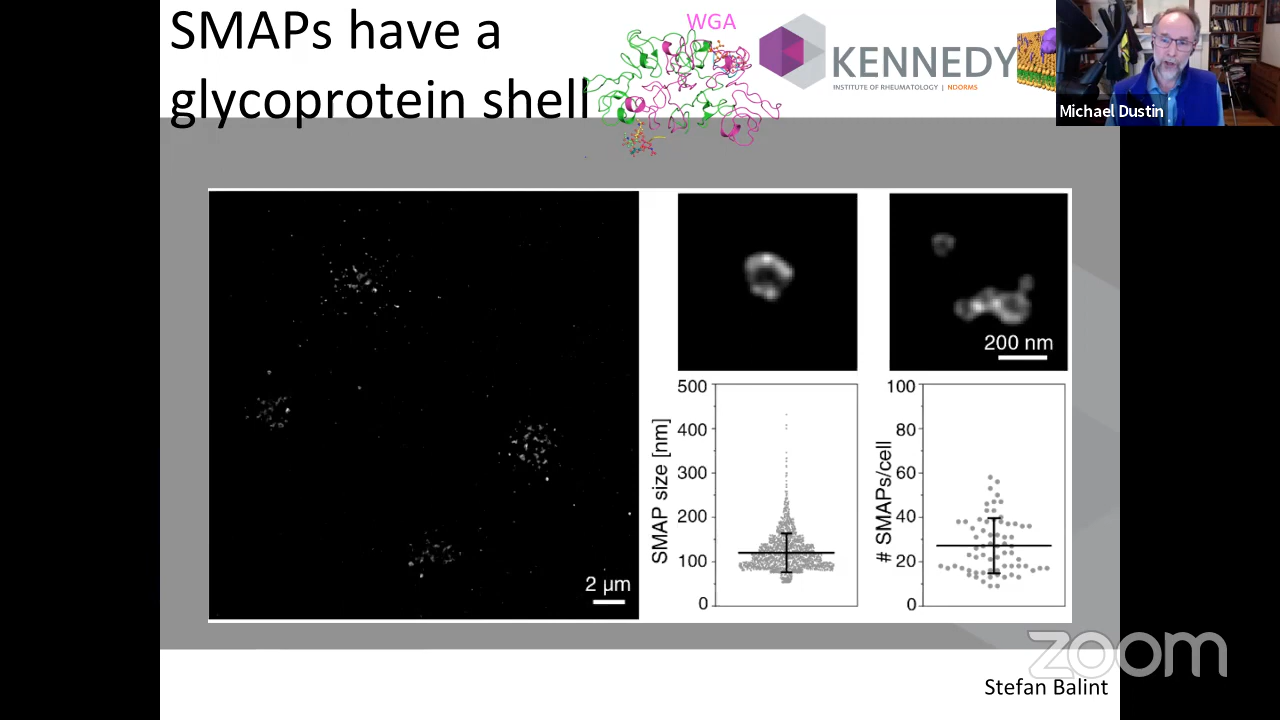 SMAPs have a
glycoprotein shell
WGA
KENNEDY
INSTITUTE OF RHEUMATOLOGY | NDORMS
Michael Dustin
2 µm
200 nm
SMAP size [nm]
500
400
300
200
100
0
# SMAPs/cell
100
80
60
40
20
0
zoom
Stefan Balint